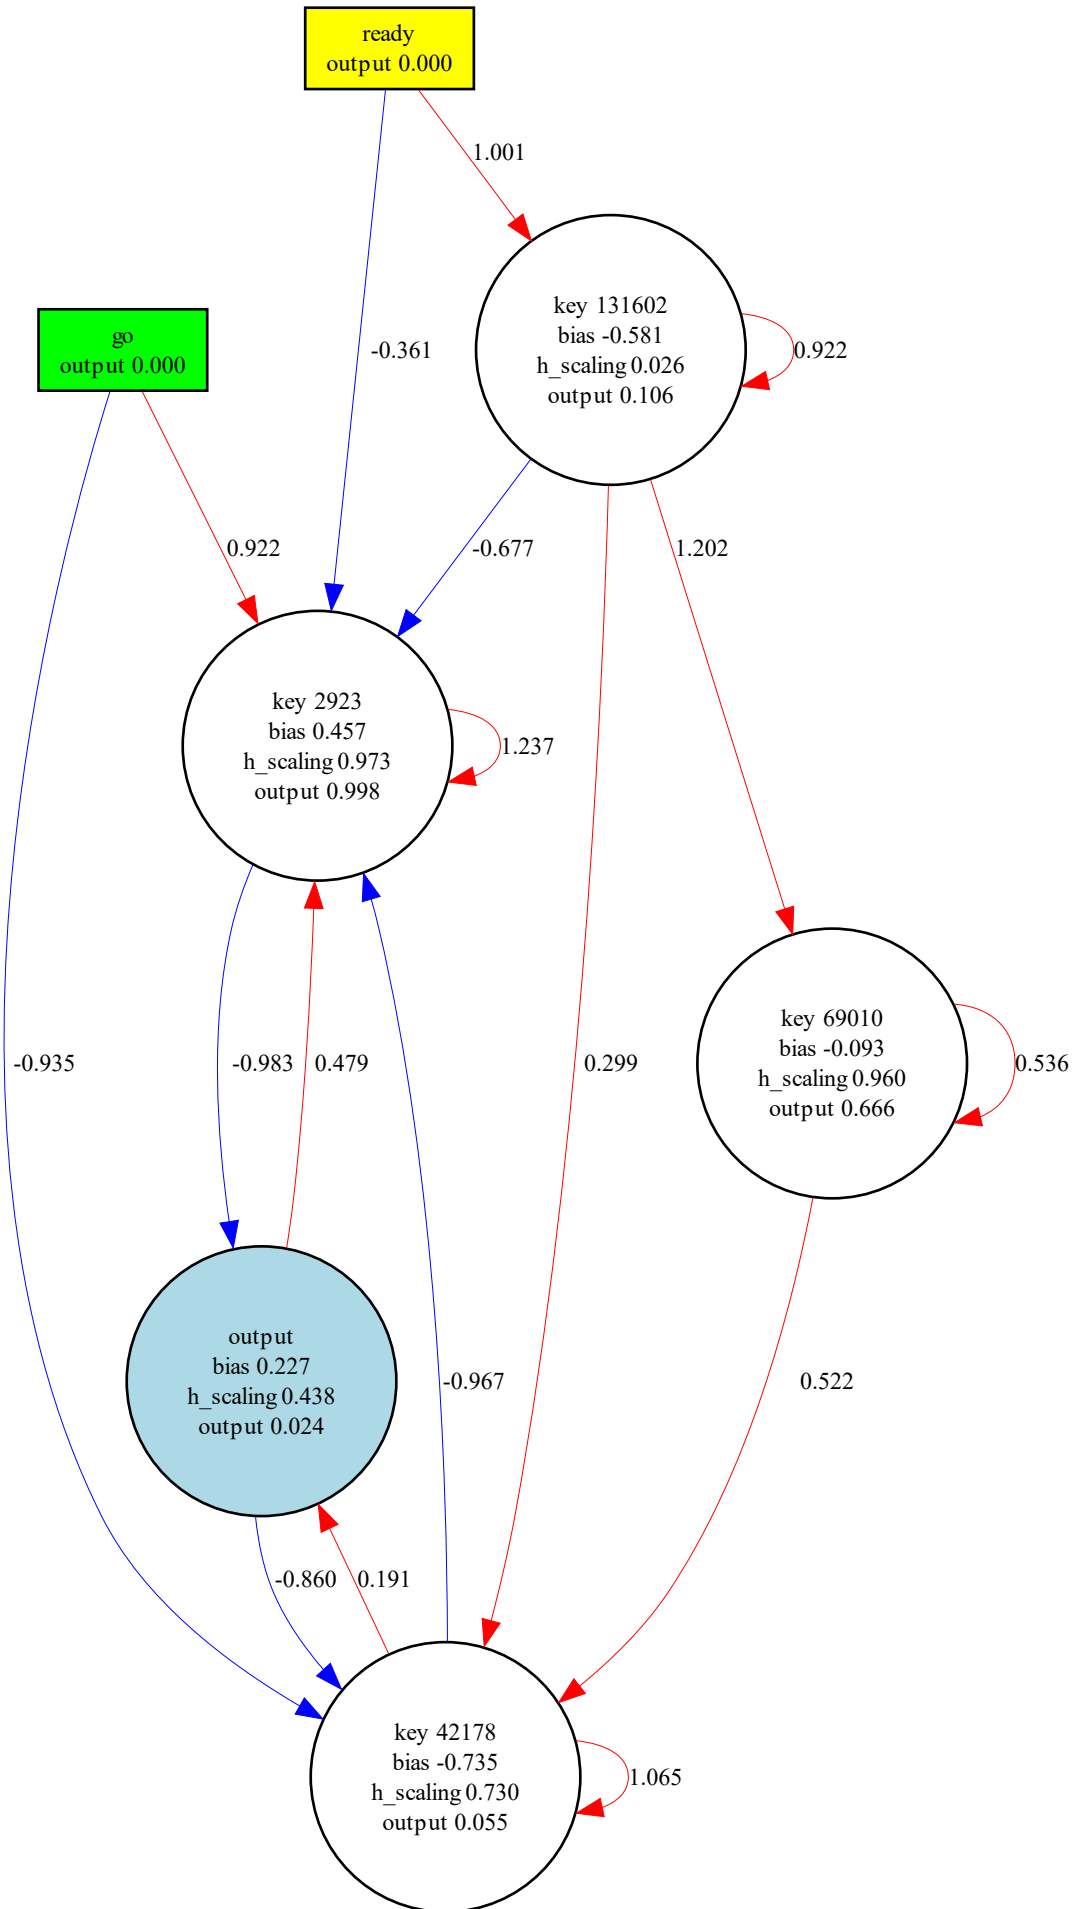 ready
output 0.000
1.001
key 131602
bias -0.581
h_scaling 0.026
output 0.106
0.922
go
output 0.000
-0.361
0.922
-0.677
1.202
key 2923
bias 0.457
h_scaling 0.973
output 0.998
1.237
key 69010
bias -0.093
h_scaling 0.960
output 0.666
0.536
-0.935
-0.983
0.479
0.299
output
bias 0.227
h_scaling 0.438
output 0.024
-0.967
0.522
-0.860
0.191
key 42178
bias -0.735
h_scaling 0.730
output 0.055
1.065